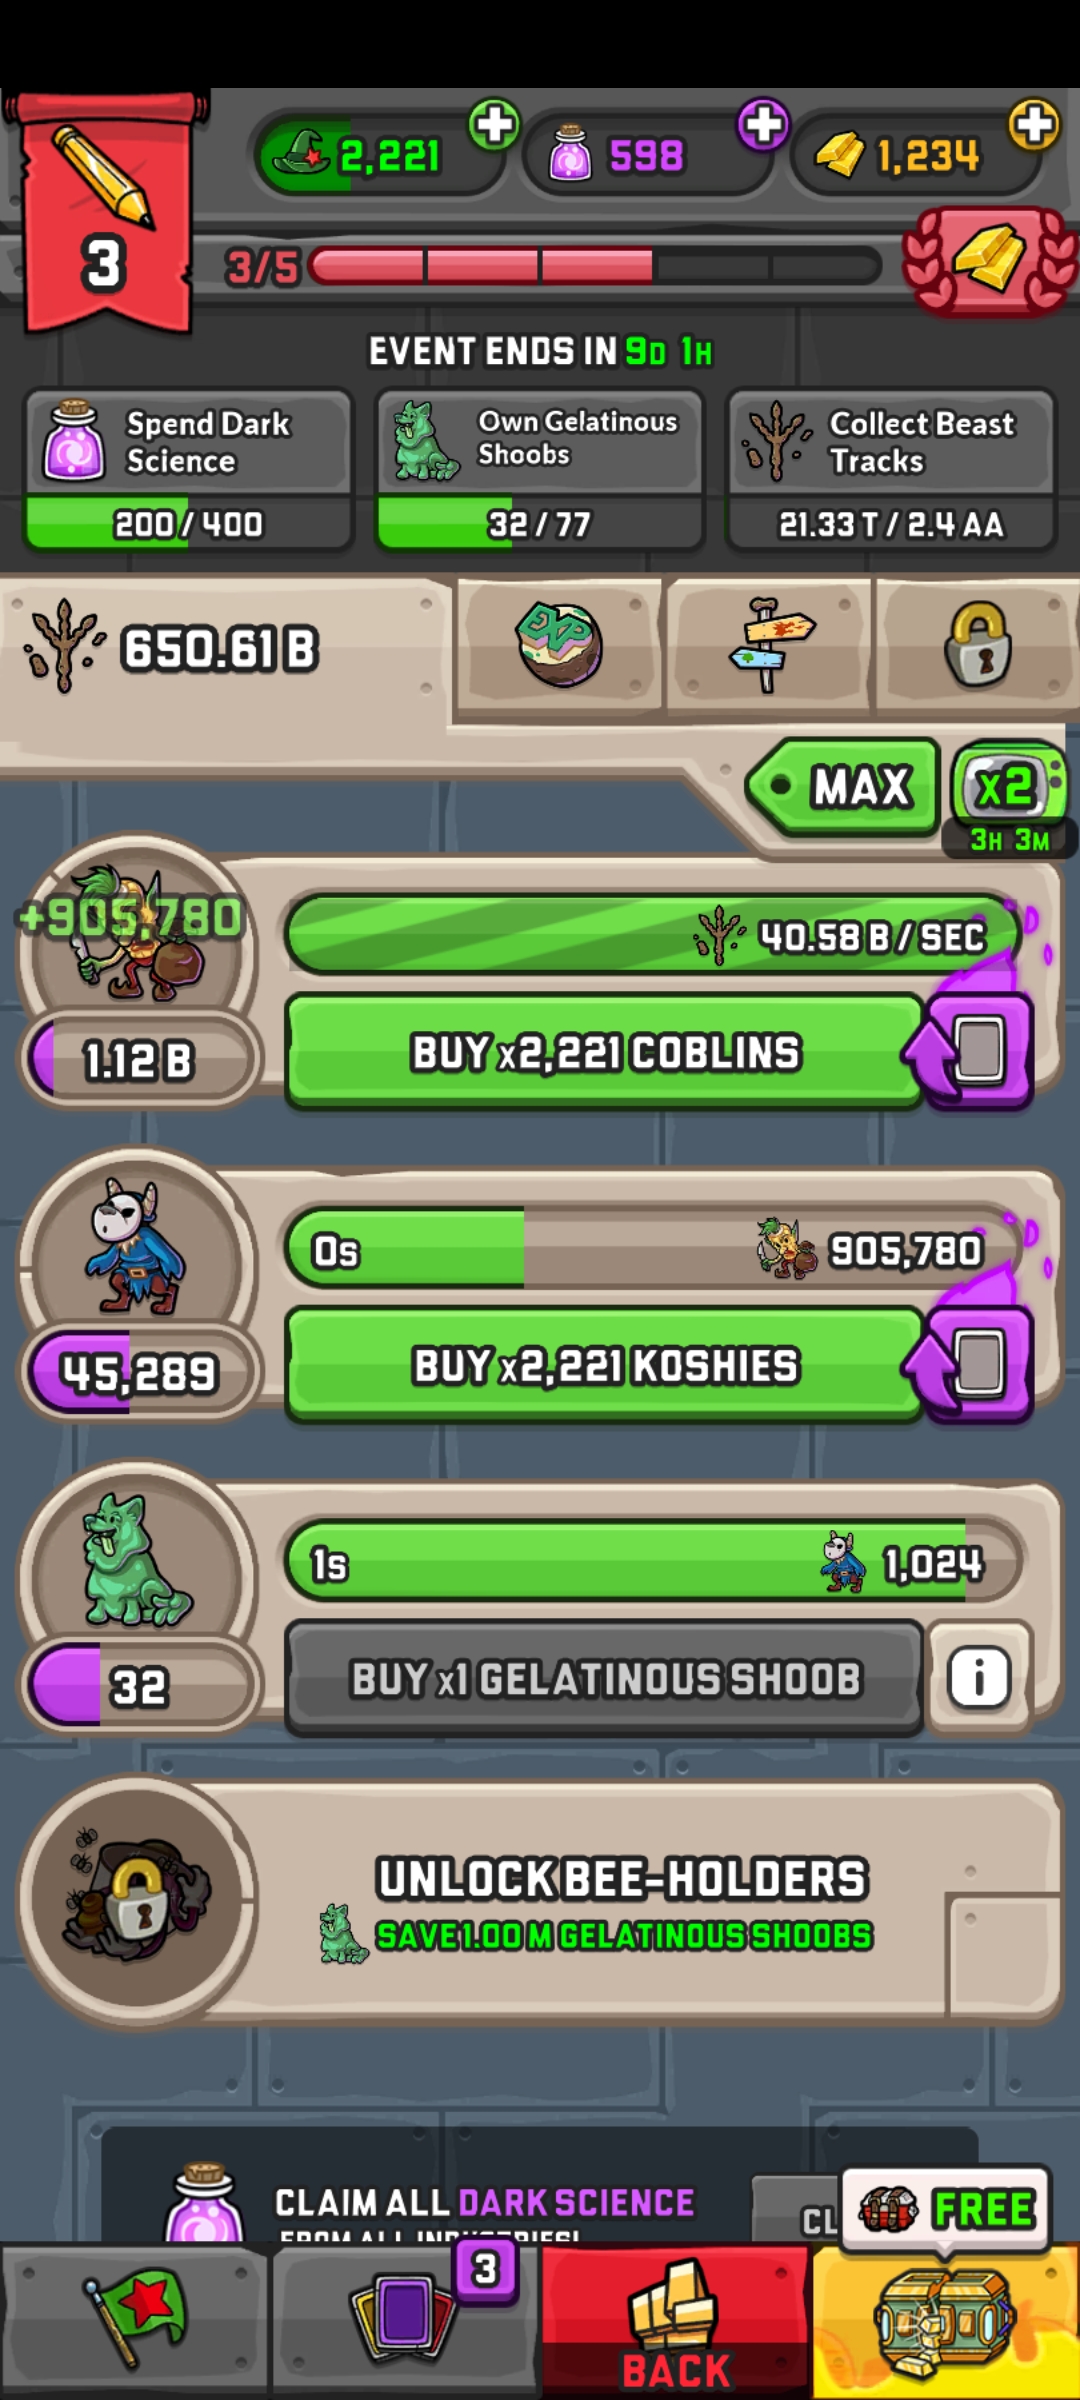 2,221
598
1,234
3
3/5
EVENT ENDS IN 9D 1H
Spend Dark
Science
200 / 400
Own Gelatinous
Shoobs
32 / 77
Collect Beast
Tracks
21.33 T / 2.4 AA
650.61 B
EXP
MAX
x2
3H 3M
+905,780
40.58 B / SEC
1.12 B
BUY x2,221 COBLINS
0s
905,780
45,289
BUY x2,221 KOSHIES
1s
1,024
32
BUY x1 GELATINOUS SHOOB
i
UNLOCK BEE-HOLDERS
SAVE 1.00 M GELATINOUS SHOOBS
CLAIM ALL DARK SCIENCE
FROM ALL INDUSTRIES!
CL
FREE
3
BACK